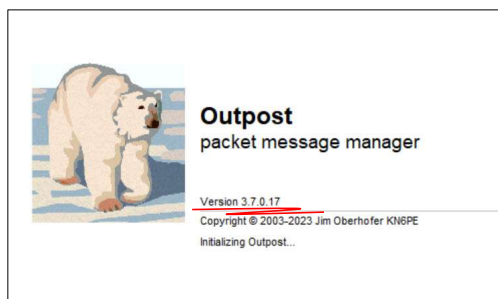 Outpost
packet message manager
Version 3.7.0.17
Copyright © 2003-2023 Jim Oberhofer KN6PE
Initializing Outpost...